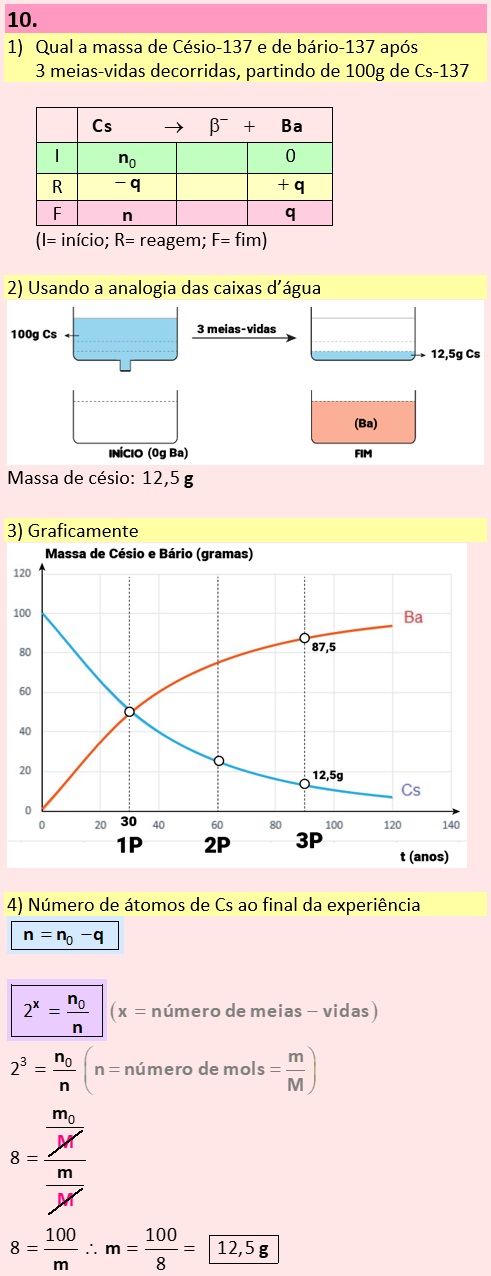 10.
1) Qual a massa de Césio-137 e de bário-137 após
3 meias-vidas decorridas, partindo de 100g de Cs-137
Cs → β⁻ + Ba
I n₀ 0
R − q + q
F n q
(I= início; R= reagem; F= fim)
2) Usando a analogia das caixas d’água
100g Cs 3 meias-vidas 12,5g Cs
(Ba)
INÍCIO (0g Ba) FIM
Massa de césio: 12,5 g
3) Graficamente
Massa de Césio e Bário (gramas)
120
100
80
60
40
20
0
Ba
87,5
12,5g
Cs
0 20 30 40 60 80 100 120 140
1P 2P 3P
t (anos)
4) Número de átomos de Cs ao final da experiência
n = n₀ − q
2ˣ = n₀/n (x = número de meias − vidas)
2³ = n₀/n (n = número de mols = m/M)
8 = (m₀/M)/(m/M)
8 = 100/m ∴ m = 100/8 = 12,5 g